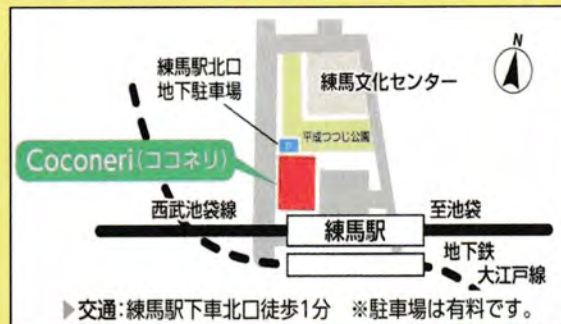 N
練馬駅北口
地下駐車場
練馬文化センター
P
平成つつじ公園
Coconeri(ココネリ)
西武池袋線
至池袋
練馬駅
地下鉄
大江戸線
▶交通:練馬駅下車北口徒歩1分 ※駐車場は有料です。